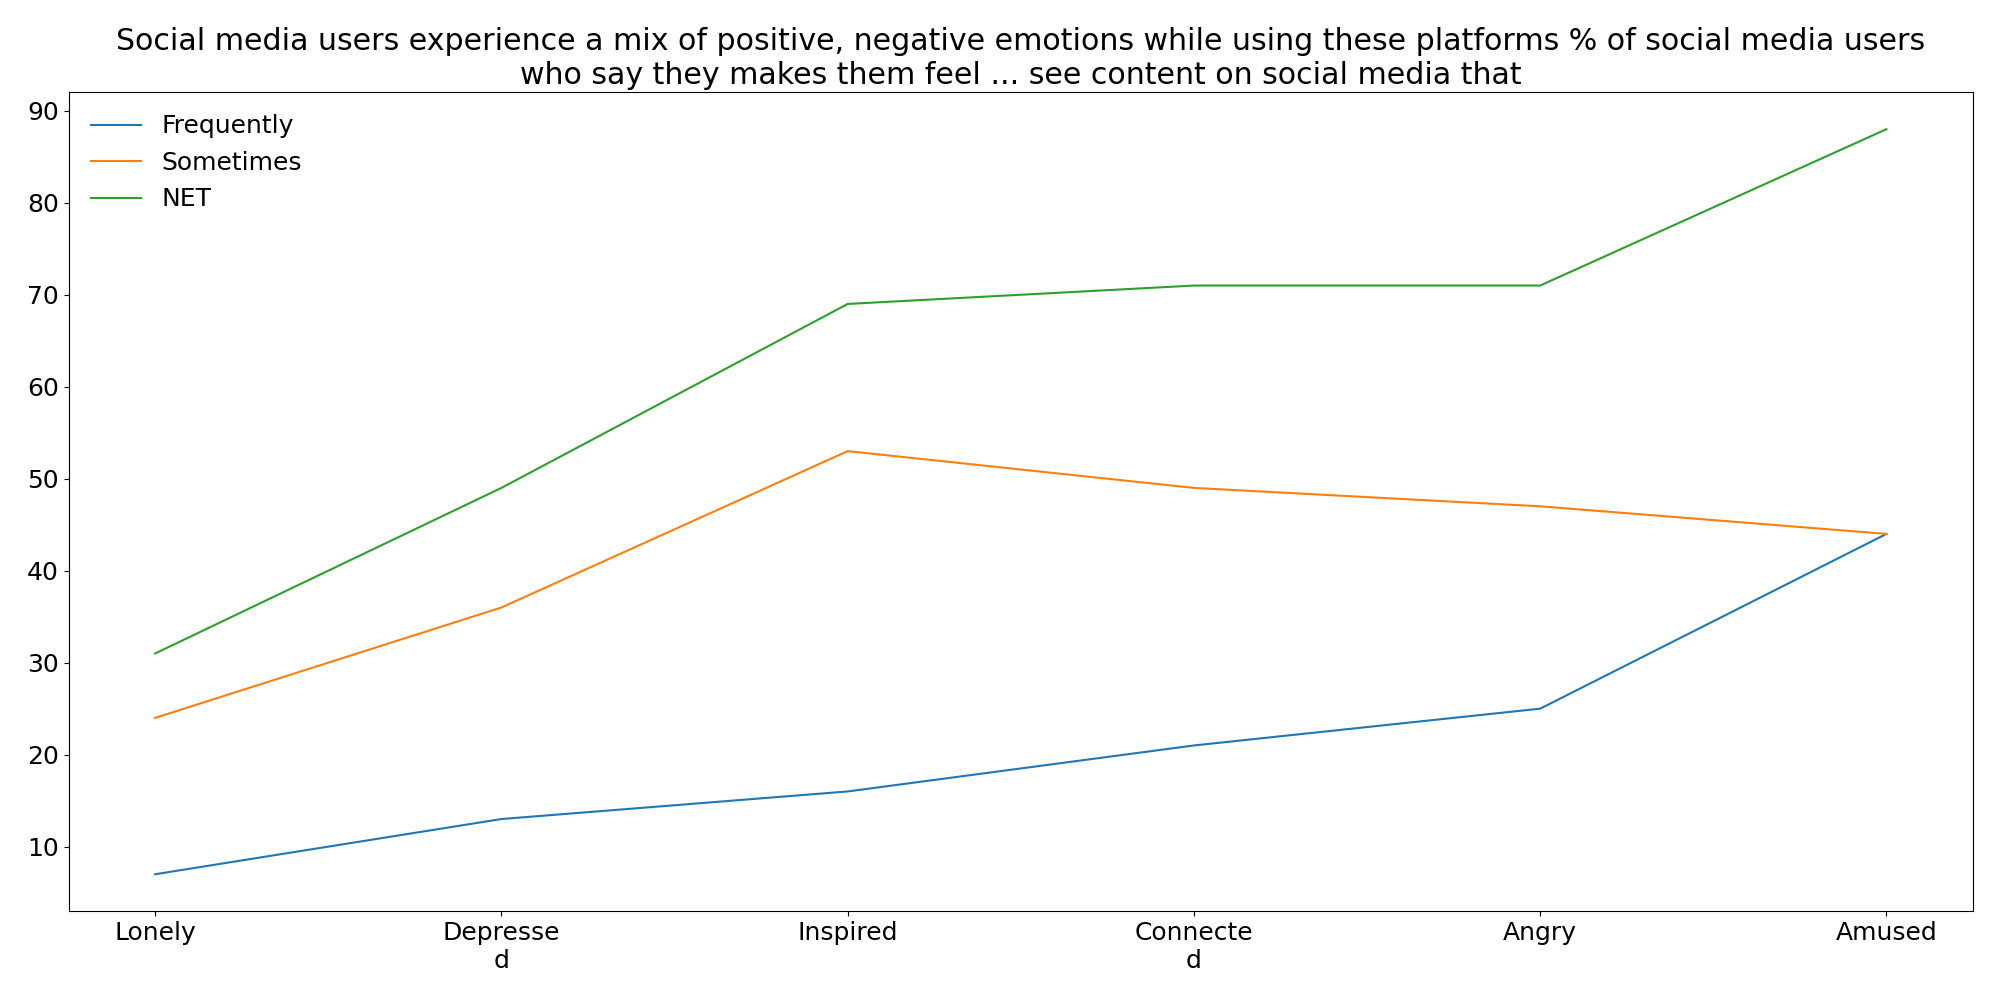 Social media users experience a mix of positive, negative emotions while using these platforms % of social media users
who say they makes them feel ... see content on social media that
90
80
70
60
50
40
30
20
10
Frequently
Sometimes
NET
Lonely
Depresse
d
Inspired
Connecte
d
Angry
Amused